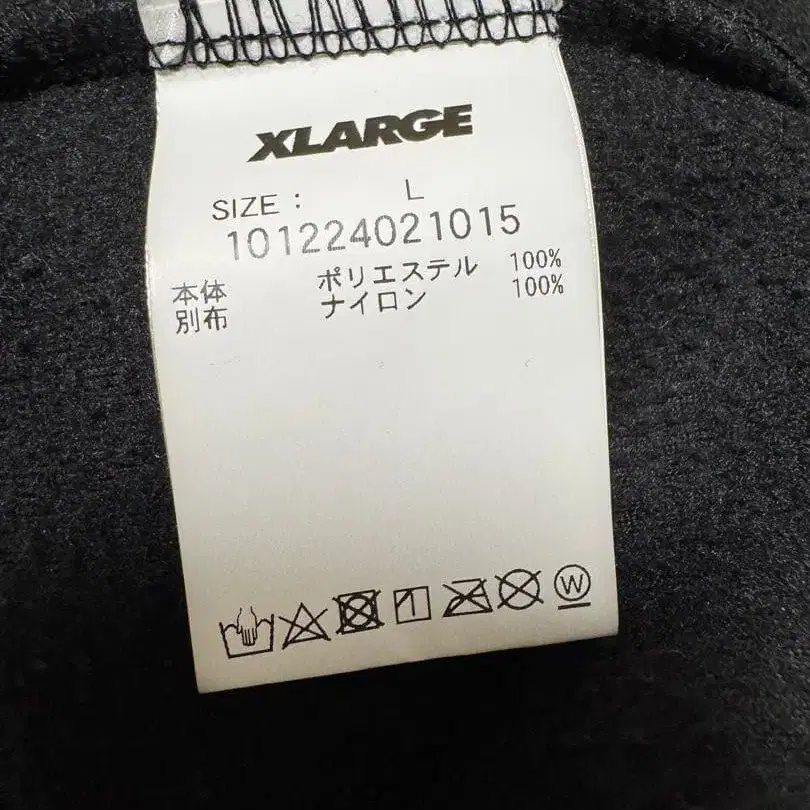 XLARGE
SIZE : L
101224021015
本体 ポリエステル 100%
別布 ナイロン 100%
W